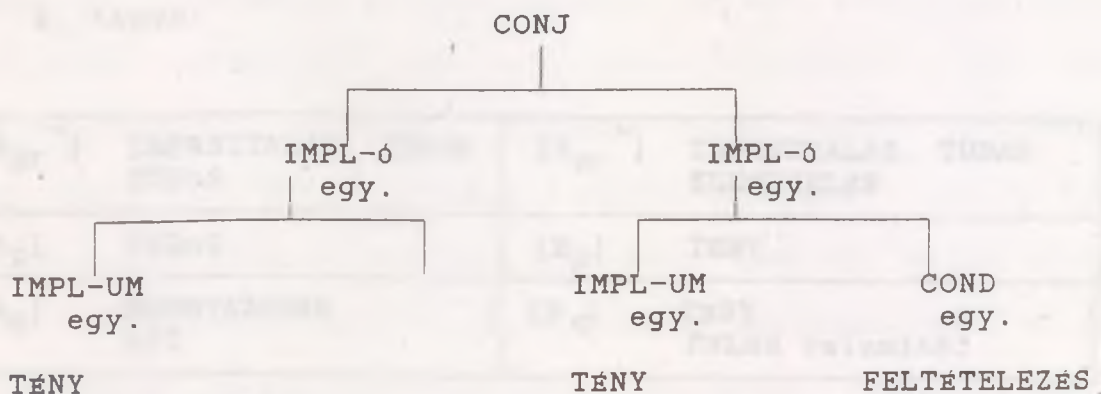 CONJ
IMPL-ó IMPL-ó
egy. egy.
IMPL-UM IMPL-UM COND
egy. egy. egy.
TÉNY TÉNY FELTÉTELEZÉS